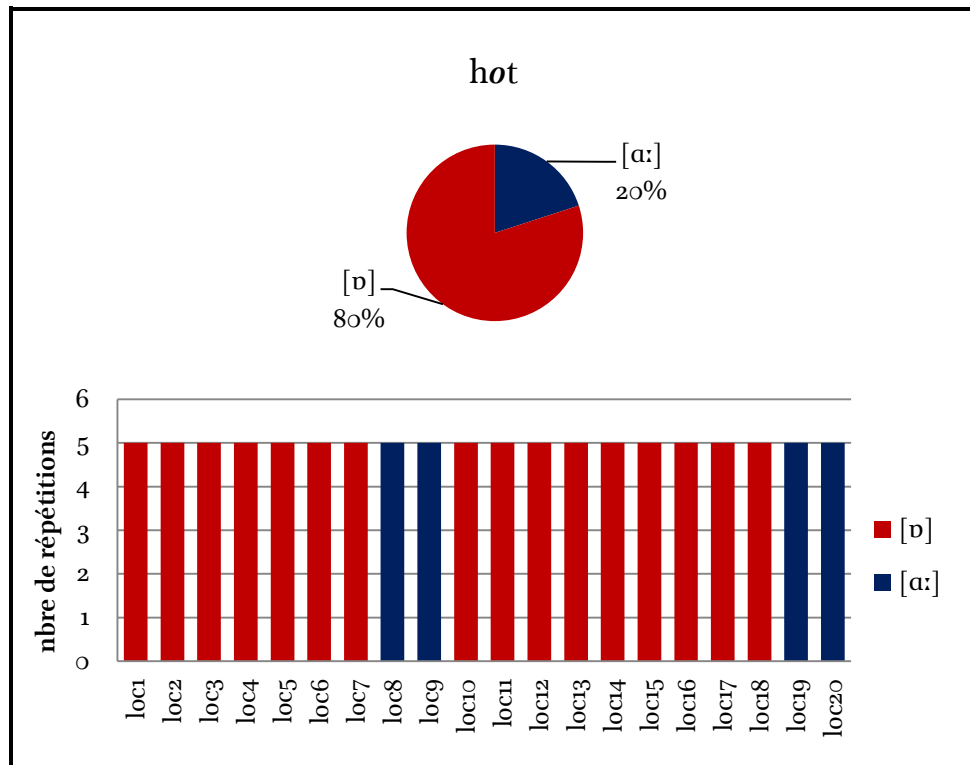 hot
[ɑː]
20%
[ɒ]
80%
nbre de répétitions
6
5
4
3
2
1
0
loc1 loc2 loc3 loc4 loc5 loc6 loc7 loc8 loc9 loc10 loc11 loc12 loc13 loc14 loc15 loc16 loc17 loc18 loc19 loc20
[ɒ]
[ɑː]